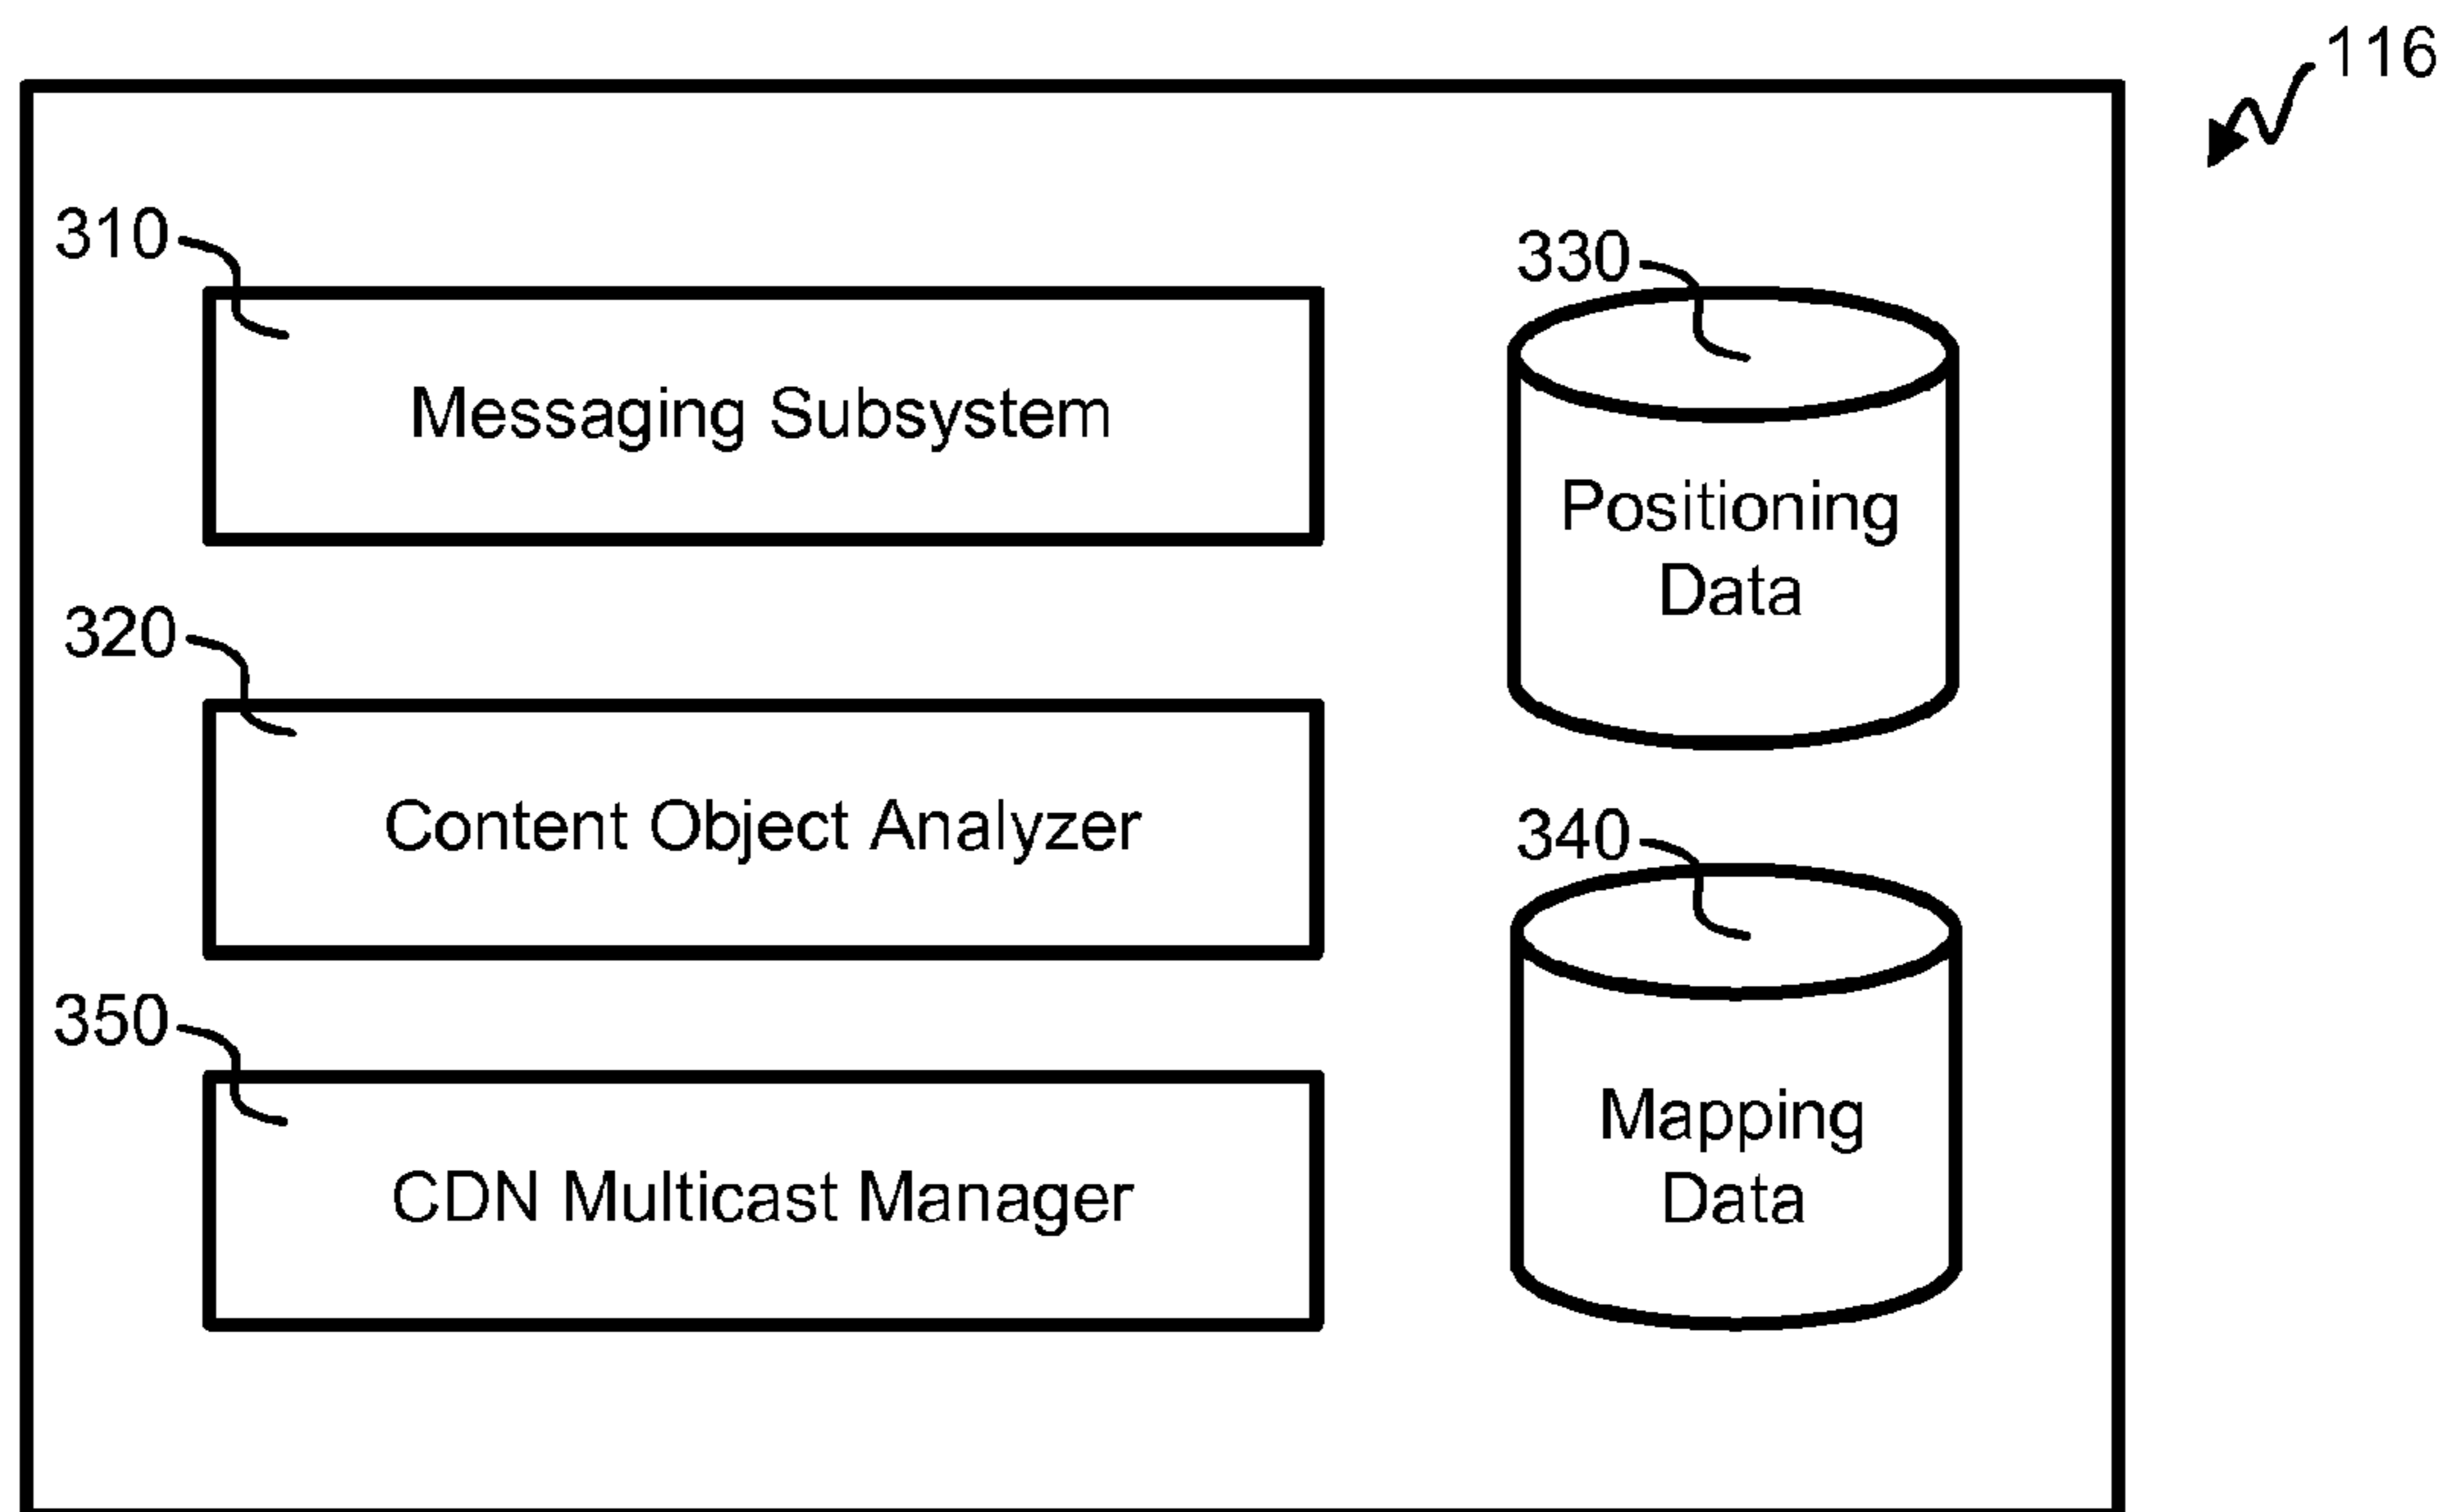 116
310
Messaging Subsystem
330
Positioning
Data
320
Content Object Analyzer
340
350
Mapping
Data
CDN Multicast Manager